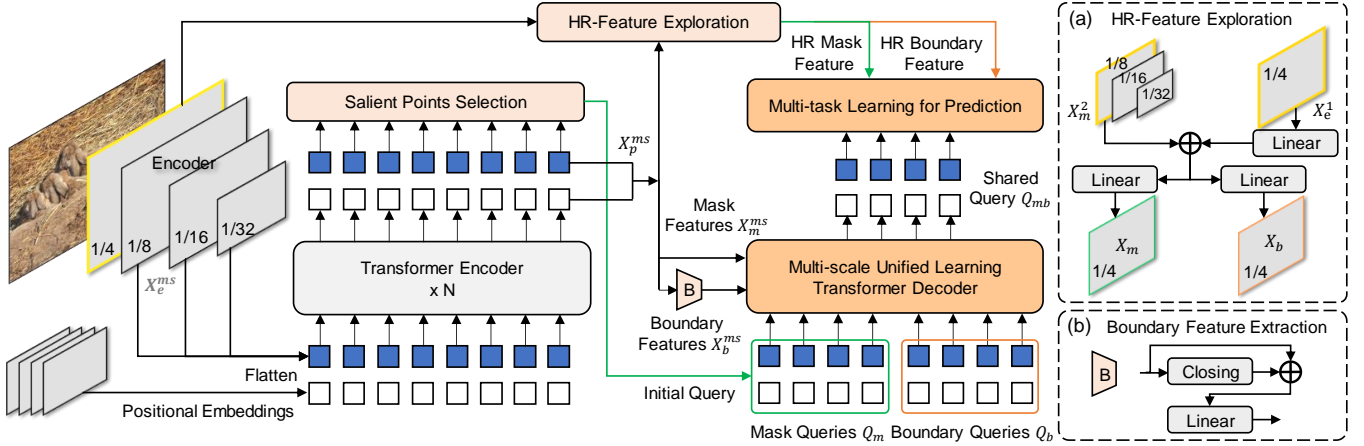 HR-Feature Exploration
HR Mask
Feature
HR Boundary
Feature
Salient Points Selection
Multi-task Learning for Prediction
Encoder
1/4
1/8
1/16
1/32
X_e^{ms}
X_p^{ms}
Shared
Query Q_{mb}
Mask
Features X_m^{ms}
Transformer Encoder
x N
Multi-scale Unified Learning
Transformer Decoder
B
Boundary
Features X_b^{ms}
Flatten
Initial Query
Positional Embeddings
Mask Queries Q_m
Boundary Queries Q_b
(a) HR-Feature Exploration
1/8
1/16
1/32
1/4
X_m^2
X_e^1
Linear
Linear
Linear
X_m
1/4
X_b
1/4
(b) Boundary Feature Extraction
B
Closing
Linear